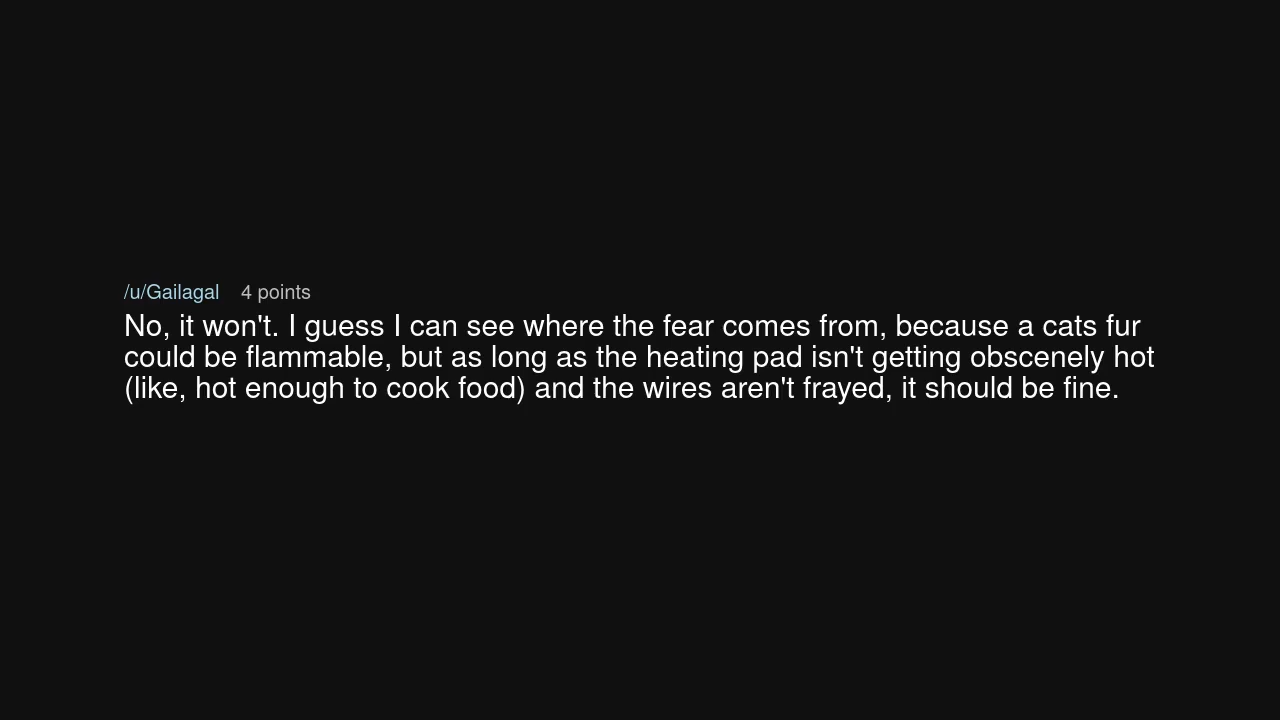 /u/Gailagal 4 points
No, it won't. I guess I can see where the fear comes from, because a cats fur
could be flammable, but as long as the heating pad isn't getting obscenely hot
(like, hot enough to cook food) and the wires aren't frayed, it should be fine.